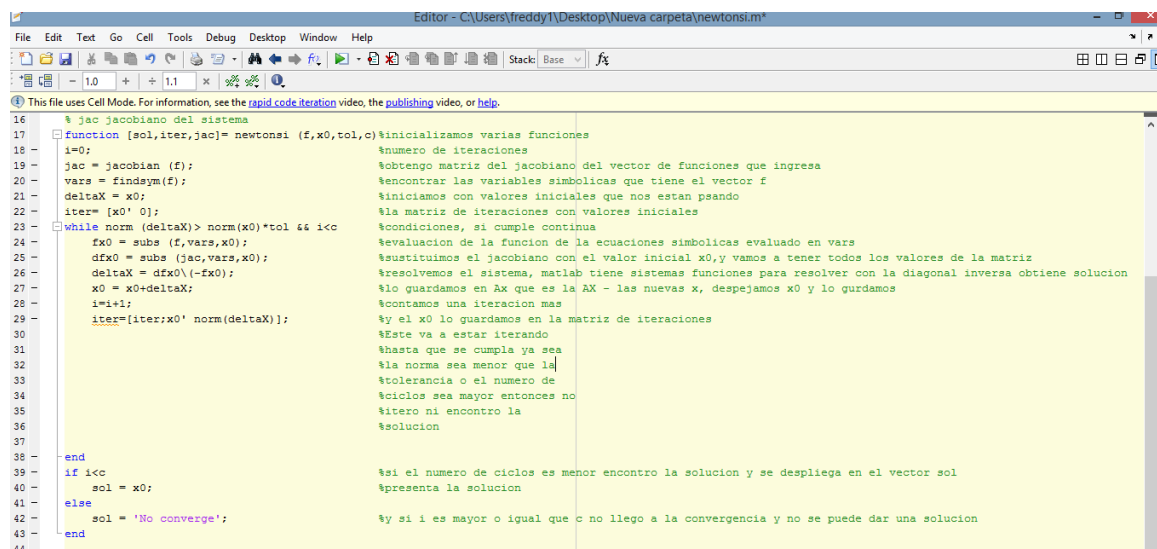 Editor - C:\Users\freddy1\Desktop\Nueva carpeta\newtonsi.m*
File Edit Text Go Cell Tools Debug Desktop Window Help
Stack: Base fx
- 1.0 + ÷ 1.1 ×
This file uses Cell Mode. For information, see the rapid code iteration video, the publishing video, or help.
16 % jac jacobiano del sistema
17 function [sol,iter,jac]= newtonsi (f,x0,tol,c)%inicializamos varias funciones
18 - i=0; %numero de iteraciones
19 - jac = jacobian (f); %obtengo matriz del jacobiano del vector de funciones que ingresa
20 - vars = findsym(f); %encontrar las variables simbolicas que tiene el vector f
21 - deltaX = x0; %iniciamos con valores iniciales que nos estan psando
22 - iter= [x0' 0]; %la matriz de iteraciones con valores iniciales
23 - while norm (deltaX)> norm(x0)*tol && i<c %condiciones, si cumple continua
24 - fx0 = subs (f,vars,x0); %evaluacion de la funcion de la ecuaciones simbolicas evaluado en vars
25 - dfx0 = subs (jac,vars,x0); %sustituimos el jacobiano con el valor inicial x0,y vamos a tener todos los valores de la matriz
26 - deltaX = dfx0\(-fx0); %resolvemos el sistema, matlab tiene sistemas funciones para resolver con la diagonal inversa obtiene solucion
27 - x0 = x0+deltaX; %lo guardamos en Ax que es la AX - las nuevas x, despejamos x0 y lo gurdamos
28 - i=i+1; %contamos una iteracion mas
29 - iter=[iter;x0' norm(deltaX)]; %y el x0 lo guardamos en la matriz de iteraciones
30 %Este va a estar iterando
31 %hasta que se cumpla ya sea
32 %la norma sea menor que la
33 %tolerancia o el numero de
34 %ciclos sea mayor entonces no
35 %itero ni encontro la
36 %solucion
37
38 - end
39 - if i<c %si el numero de ciclos es menor encontro la solucion y se despliega en el vector sol
40 - sol = x0; %presenta la solucion
41 - else
42 - sol = 'No converge'; %y si i es mayor o igual que c no llego a la convergencia y no se puede dar una solucion
43 - end
44